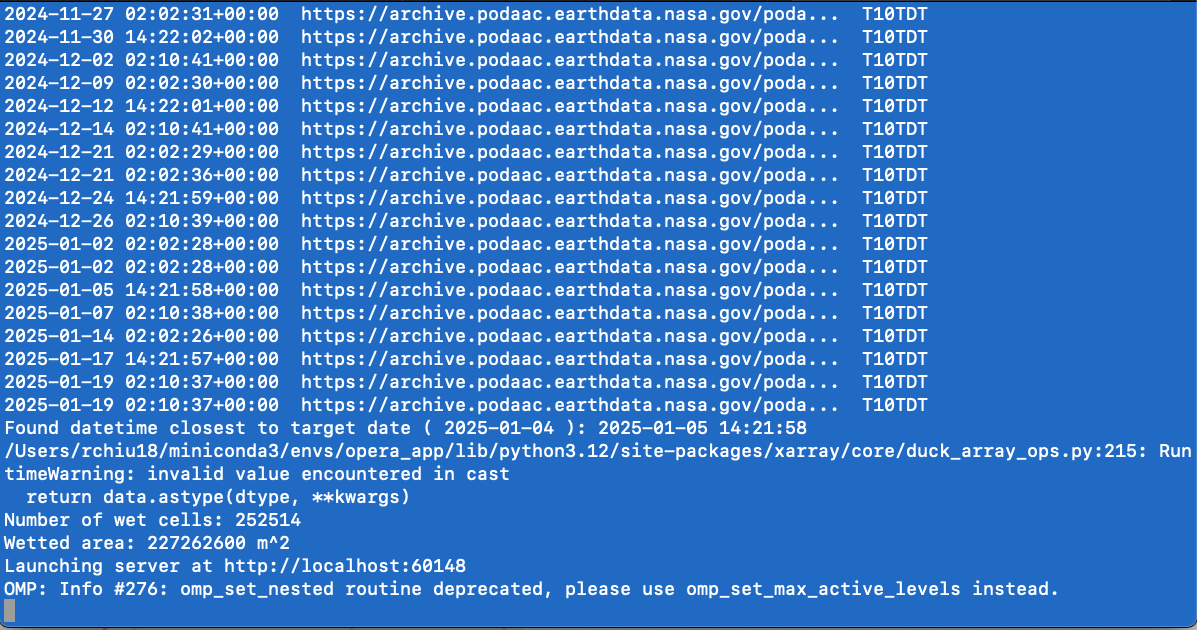 2024-11-27 02:02:31+00:00  https://archive.podaac.earthdata.nasa.gov/poda...  T10TDT
2024-11-30 14:22:02+00:00  https://archive.podaac.earthdata.nasa.gov/poda...  T10TDT
2024-12-02 02:10:41+00:00  https://archive.podaac.earthdata.nasa.gov/poda...  T10TDT
2024-12-09 02:02:30+00:00  https://archive.podaac.earthdata.nasa.gov/poda...  T10TDT
2024-12-12 14:22:01+00:00  https://archive.podaac.earthdata.nasa.gov/poda...  T10TDT
2024-12-14 02:10:41+00:00  https://archive.podaac.earthdata.nasa.gov/poda...  T10TDT
2024-12-21 02:02:29+00:00  https://archive.podaac.earthdata.nasa.gov/poda...  T10TDT
2024-12-21 02:02:36+00:00  https://archive.podaac.earthdata.nasa.gov/poda...  T10TDT
2024-12-24 14:21:59+00:00  https://archive.podaac.earthdata.nasa.gov/poda...  T10TDT
2024-12-26 02:10:39+00:00  https://archive.podaac.earthdata.nasa.gov/poda...  T10TDT
2025-01-02 02:02:28+00:00  https://archive.podaac.earthdata.nasa.gov/poda...  T10TDT
2025-01-02 02:02:28+00:00  https://archive.podaac.earthdata.nasa.gov/poda...  T10TDT
2025-01-05 14:21:58+00:00  https://archive.podaac.earthdata.nasa.gov/poda...  T10TDT
2025-01-07 02:10:38+00:00  https://archive.podaac.earthdata.nasa.gov/poda...  T10TDT
2025-01-14 02:02:26+00:00  https://archive.podaac.earthdata.nasa.gov/poda...  T10TDT
2025-01-17 14:21:57+00:00  https://archive.podaac.earthdata.nasa.gov/poda...  T10TDT
2025-01-19 02:10:37+00:00  https://archive.podaac.earthdata.nasa.gov/poda...  T10TDT
2025-01-19 02:10:37+00:00  https://archive.podaac.earthdata.nasa.gov/poda...  T10TDT
Found datetime closest to target date ( 2025-01-04 ): 2025-01-05 14:21:58
/Users/rchiu18/miniconda3/envs/opera_app/lib/python3.12/site-packages/xarray/core/duck_array_ops.py:215: Run
timeWarning: invalid value encountered in cast
  return data.astype(dtype, **kwargs)
Number of wet cells: 252514
Wetted area: 227262600 m^2
Launching server at http://localhost:60148
OMP: Info #276: omp_set_nested routine deprecated, please use omp_set_max_active_levels instead.